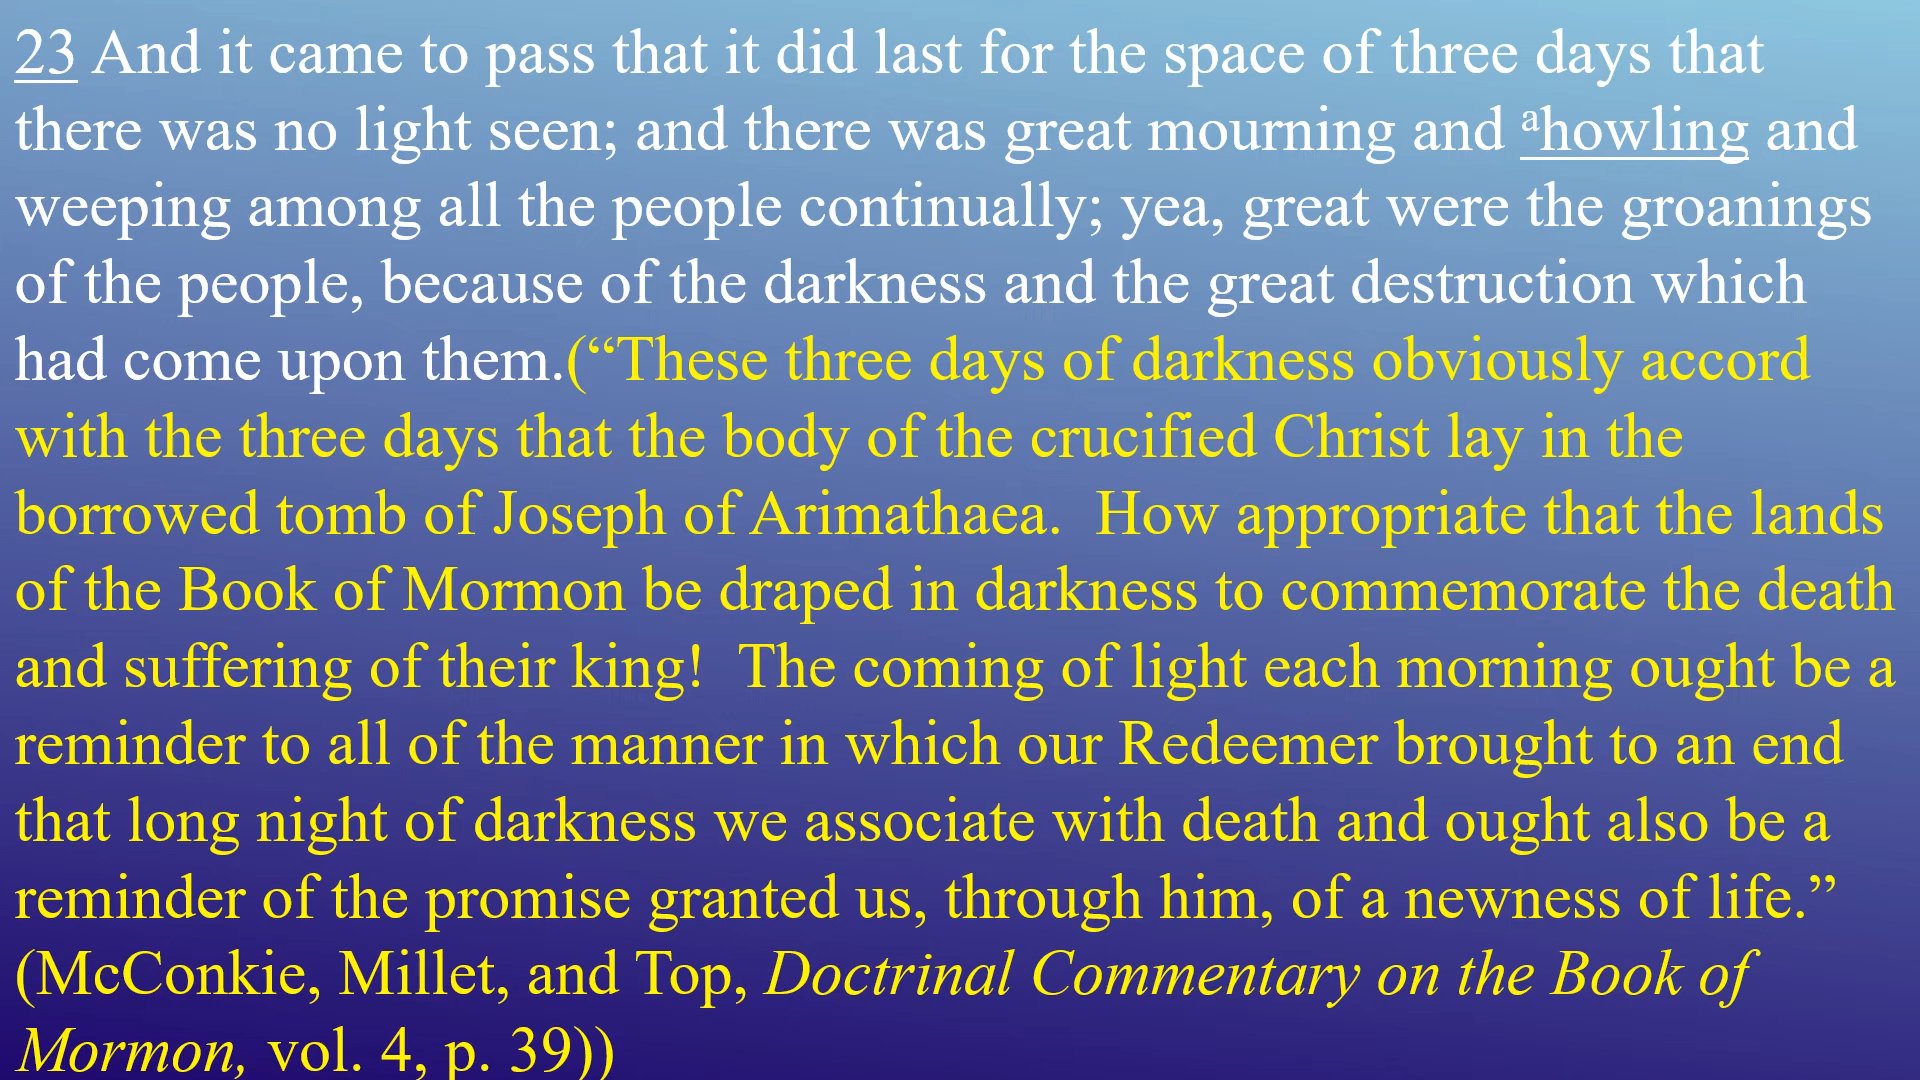 23 And it came to pass that it did last for the space of three days that
there was no light seen; and there was great mourning and ahowling and
weeping among all the people continually; yea, great were the groanings
of the people, because of the darkness and the great destruction which
had come upon them.(“These three days of darkness obviously accord
with the three days that the body of the crucified Christ lay in the
borrowed tomb of Joseph of Arimathaea.  How appropriate that the lands
of the Book of Mormon be draped in darkness to commemorate the death
and suffering of their king!  The coming of light each morning ought be a
reminder to all of the manner in which our Redeemer brought to an end
that long night of darkness we associate with death and ought also be a
reminder of the promise granted us, through him, of a newness of life.”
(McConkie, Millet, and Top, Doctrinal Commentary on the Book of
Mormon, vol. 4, p. 39))